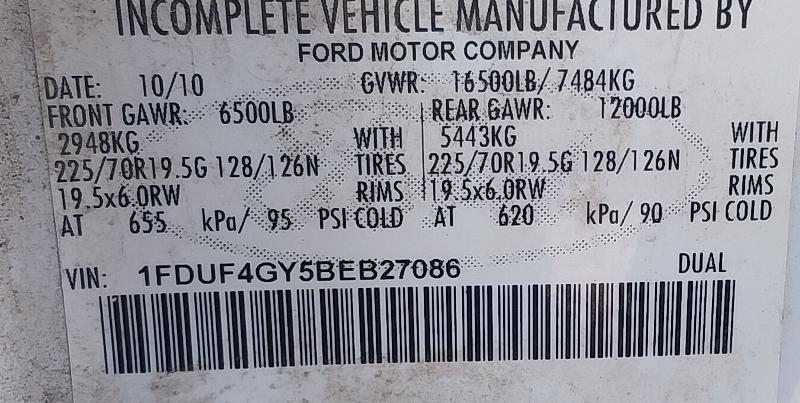 INCOMPLETE VEHICLE MANUFACTURED BY
FORD MOTOR COMPANY
DATE: 10/10 GVWR: 16500LB/ 7484KG
FRONT GAWR: 6500LB REAR GAWR: 12000LB
2948KG WITH 5443KG WITH
225/70R19.5G 128/126N TIRES 225/70R19.5G 128/126N TIRES
19.5x6.0RW RIMS 19.5x6.0RW RIMS
AT 655 kPa/ 95 PSI COLD AT 620 kPa/ 90 PSI COLD
VIN: 1FDUF4GY5BEB27086 DUAL